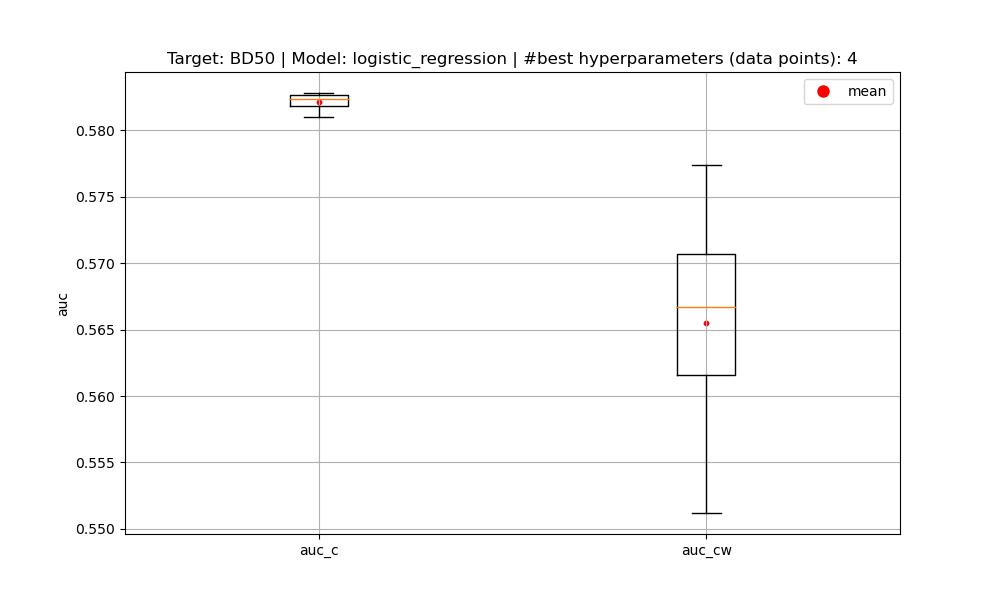 Target: BD50 | Model: logistic_regression | #best hyperparameters (data points): 4
mean
0.580
0.575
0.570
0.565
0.560
0.555
0.550
auc
auc_c
auc_cw